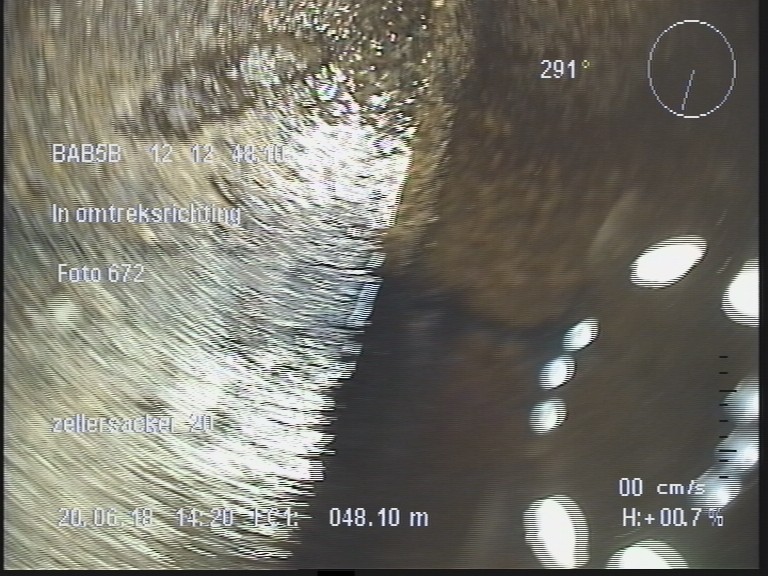 291°
BAB5B 12 12 48.10
In omtreksrichting
Foto 672
zellersacker 20
00 cm/s
20.06.18 14:20 EC1: 048.10 m
H:+00.7 %